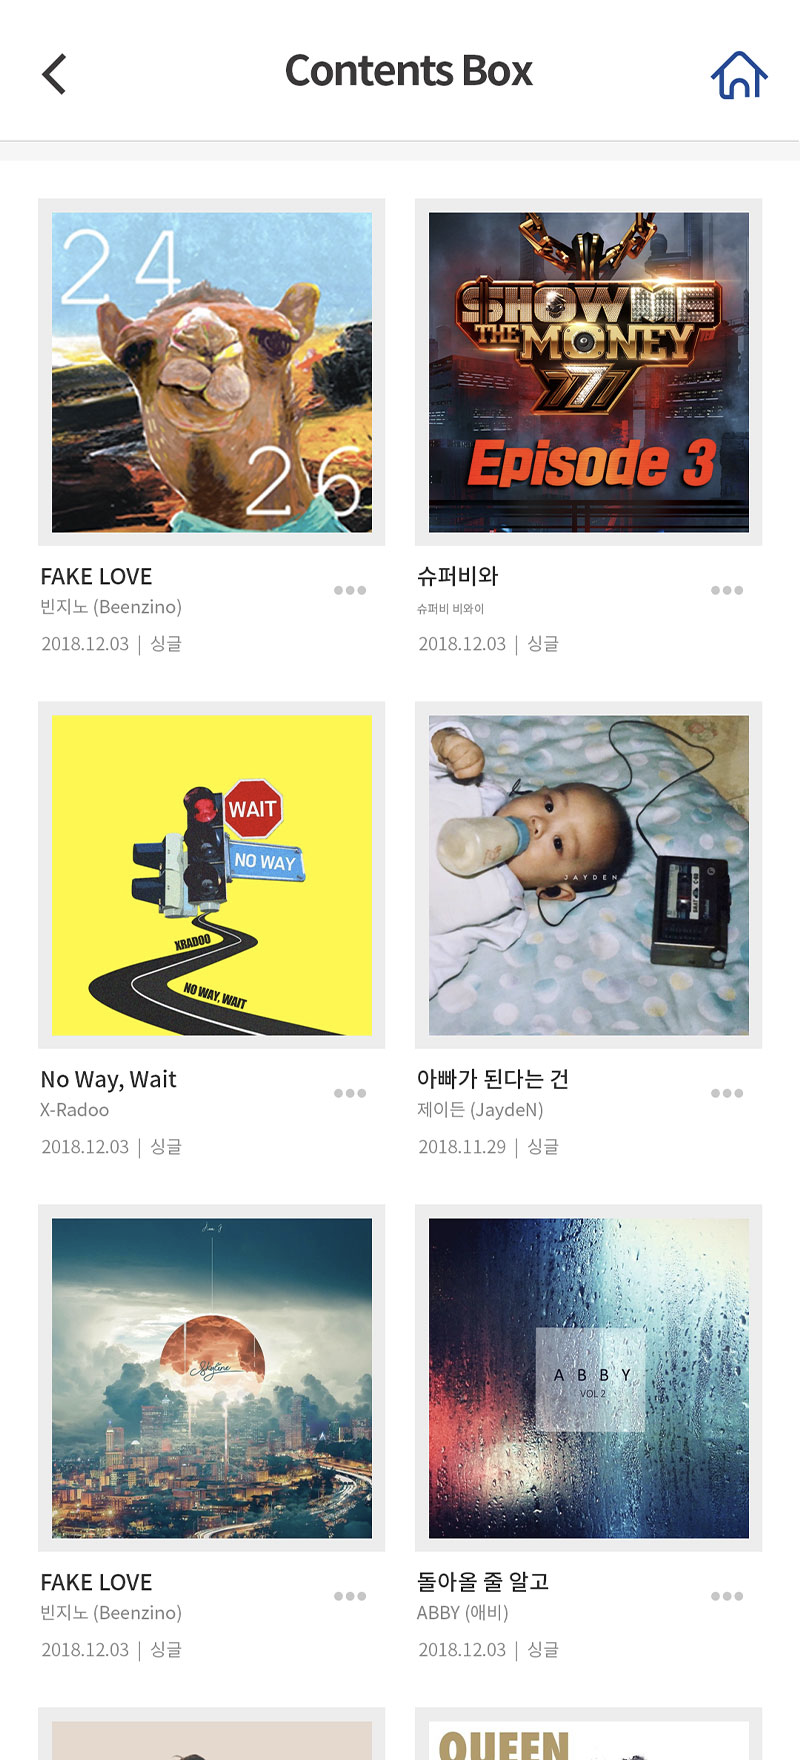 Contents Box
24
26
SHOW ME
THE MONEY
777
Episode 3
FAKE LOVE
빈지노 (Beenzino)
2018.12.03 | 싱글
슈퍼비와
슈퍼비 비와이
2018.12.03 | 싱글
WAIT
NO WAY
XRADOO
NO WAY, WAIT
JAYDEN
No Way, Wait
X-Radoo
2018.12.03 | 싱글
아빠가 된다는 건
제이든 (JaydeN)
2018.11.29 | 싱글
Skyline
ABBY
VOL 2
FAKE LOVE
빈지노 (Beenzino)
2018.12.03 | 싱글
돌아올 줄 알고
ABBY (애비)
2018.12.03 | 싱글
QUEEN